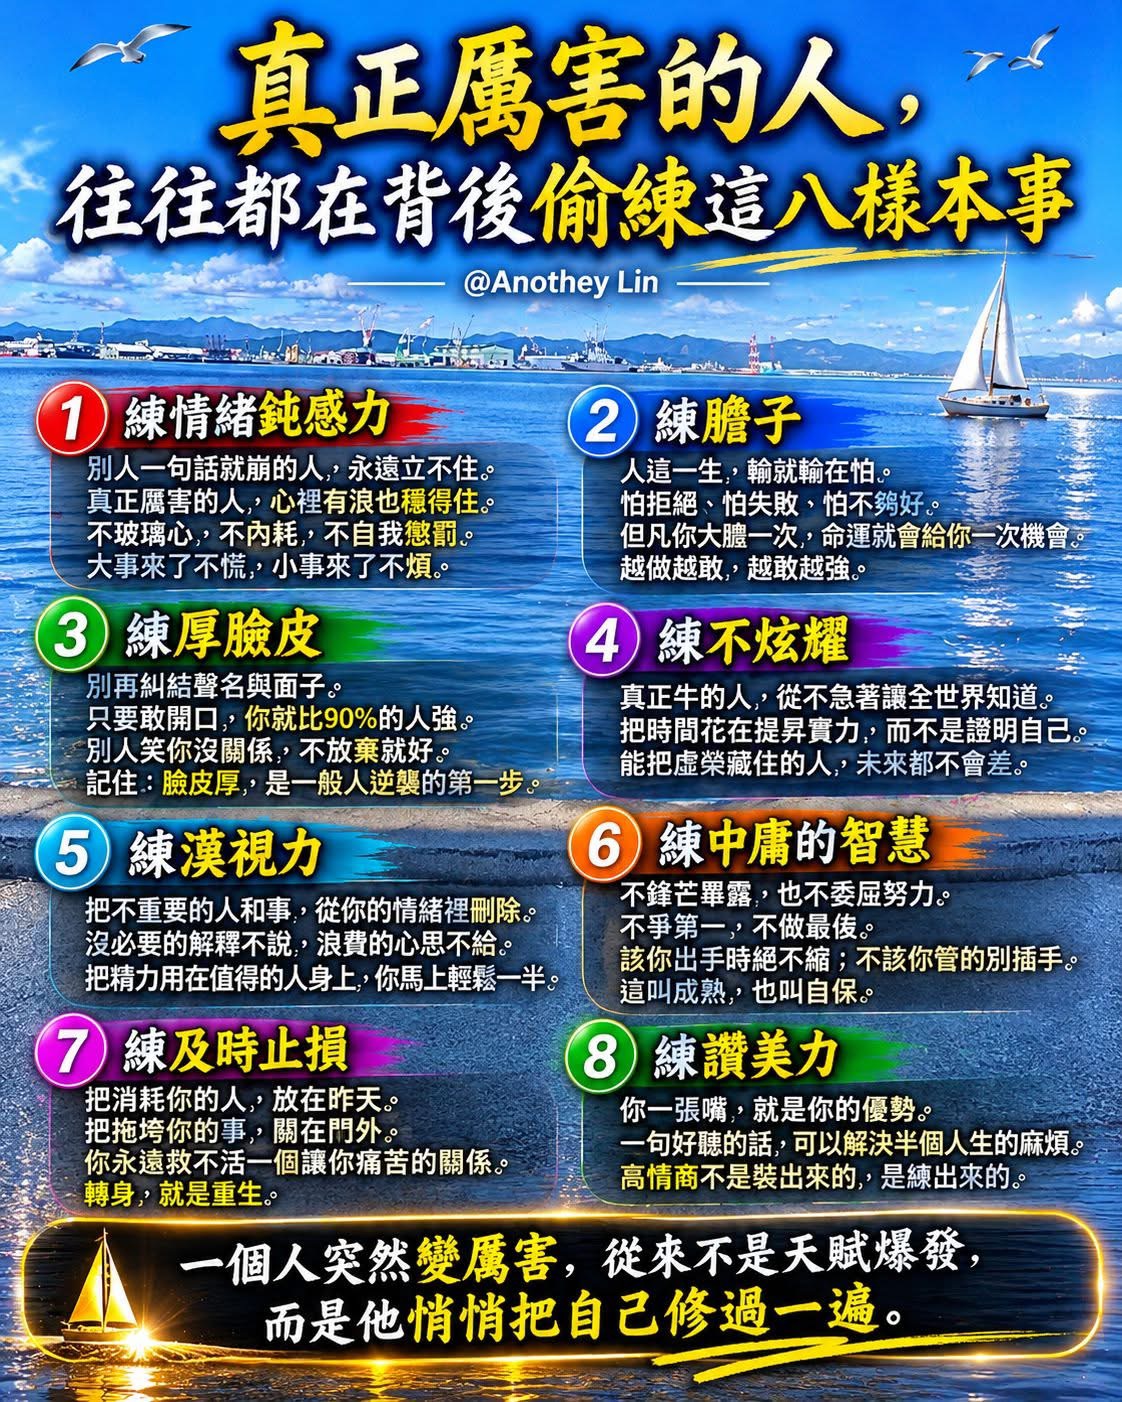 真正厲害的人，
往往都在背後偷練這八樣本事
@Anothey Lin
1 練情緒鈍感力
別人一句話就崩的人，永遠立不住。
真正厲害的人，心裡有浪也穩得住。
不玻璃心，不內耗，不自我懲罰。
大事來了不慌，小事來了不煩。
2 練膽子
人這一生，輸就輸在怕。
怕拒絕、怕失敗、怕不夠好。
但凡你大膽一次，命運就會給你一次機會。
越做越敢，越敢越強。
3 練厚臉皮
別再糾結聲名與面子。
只要敢開口，你就比90%的人強。
別人笑你沒關係，不放棄就好。
記住：臉皮厚，是一般人逆襲的第一步。
4 練不炫耀
真正牛的人，從不急著讓全世界知道。
把時間花在提昇實力，而不是證明自己。
能把虛榮藏住的人，未來都不會差。
5 練漠視力
把不重要的人和事，從你的情緒裡刪除。
沒必要的解釋不說，浪費的心思不給。
把精力用在值得的人身上，你馬上輕鬆一半。
6 練中庸的智慧
不鋒芒畢露，也不委屈努力。
不爭第一，不做最後。
該你出手時絕不縮；不該你管的別插手。
這叫成熟，也叫自保。
7 練及時止損
把消耗你的人，放在昨天。
把拖垮你的事，關在門外。
你永遠救不活一個讓你痛苦的關係。
轉身，就是重生。
8 練讚美力
你一張嘴，就是你的優勢。
一句好聽的話，可以解決半個人生的麻煩。
高情商不是裝出來的，是練出來的。
一個人突然變厲害，從來不是天賦爆發，
而是他悄悄把自己修過一遍。